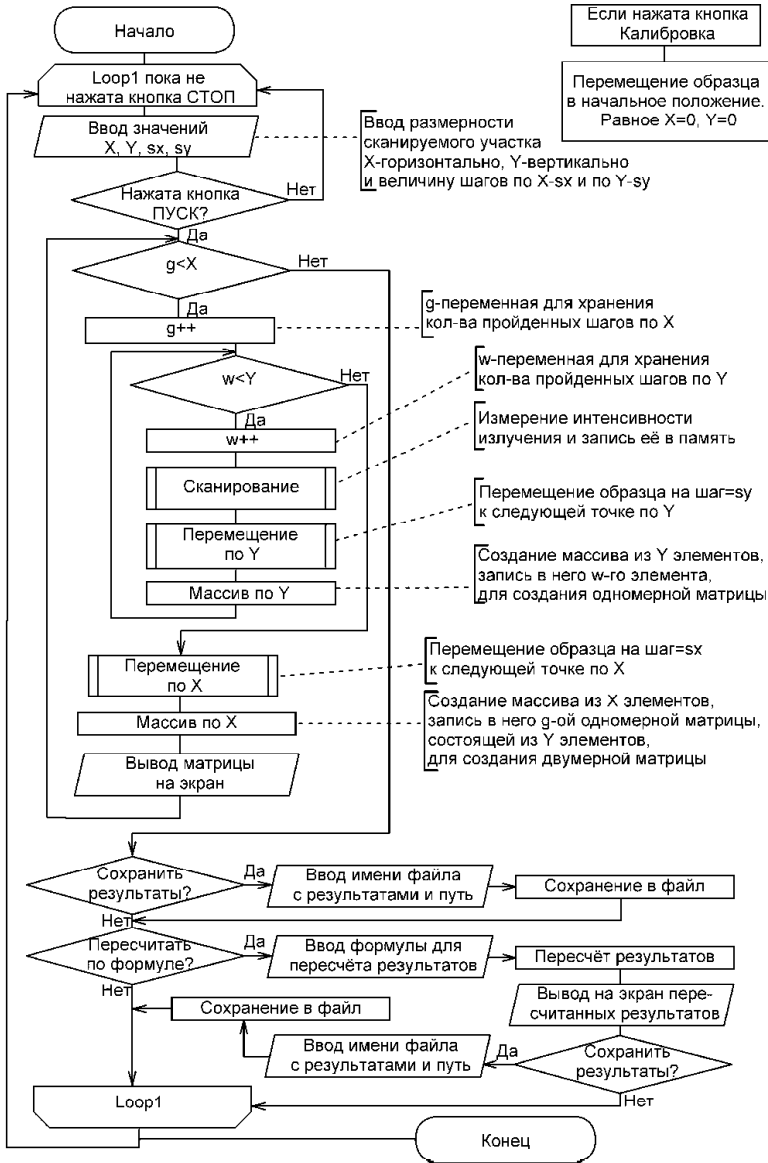 Начало
Если нажата кнопка
Калибровка
Перемещение образца
в начальное положение.
Равное X=0, Y=0
Loop1 пока не
нажата кнопка СТОП
Ввод значений
X, Y, sx, sy
Ввод размерности
сканируемого участка
X-горизонтально, Y-вертикально
и величину шагов по X-sx и по Y-sy
Нажата кнопка
ПУСК?
Нет
Да
g<X
Нет
Да
g++
g-переменная для хранения
кол-ва пройденных шагов по X
w<Y
Нет
Да
w-переменная для хранения
кол-ва пройденных шагов по Y
w++
Измерение интенсивности
излучения и запись её в память
Сканирование
Перемещение
по Y
Перемещение образца на шаг=sy
к следующей точке по Y
Массив по Y
Создание массива из Y элементов,
запись в него w-го элемента,
для создания одномерной матрицы
Перемещение
по X
Перемещение образца на шаг=sx
к следующей точке по X
Массив по X
Создание массива из X элементов,
запись в него g-ой одномерной матрицы,
состоящей из Y элементов,
для создания двумерной матрицы
Вывод матрицы
на экран
Сохранить
результаты?
Да
Ввод имени файла
с результатами и путь
Сохранение в файл
Нет
Пересчитать
по формуле?
Да
Ввод формулы для
пересчёта результатов
Пересчёт результатов
Нет
Вывод на экран пере-
считанных результатов
Сохранение в файл
Ввод имени файла
с результатами и путь
Да
Сохранить
результаты?
Нет
Loop1
Конец